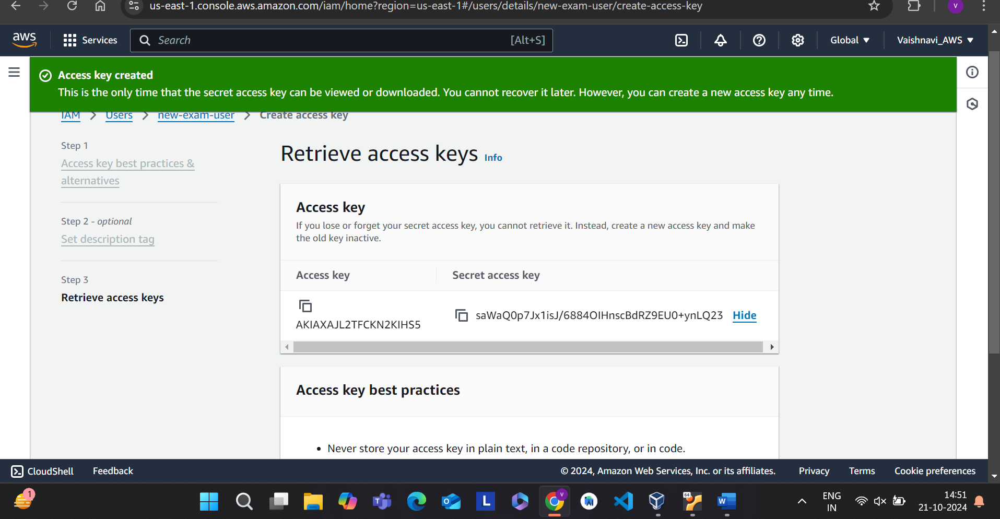 us-east-1.console.aws.amazon.com/iam/home?region=us-east-1#/users/details/new-exam-user/create-access-key
V
aws
Services
Search
[Alt+S]
Global
Vaishnavi_AWS
Access key created
This is the only time that the secret access key can be viewed or downloaded. You cannot recover it later. However, you can create a new access key any time.
IAM > Users > new-exam-user > Create access key
Step 1
Access key best practices &
alternatives
Step 2 - optional
Set description tag
Step 3
Retrieve access keys
Retrieve access keys Info
Access key
If you lose or forget your secret access key, you cannot retrieve it. Instead, create a new access key and make
the old key inactive.
Access key
Secret access key
AKIAXAJL2TFCKN2KIHS5
saWaQ0p7Jx1isJ/6884OIHnscBdRZ9EU0+ynLQ23 Hide
Access key best practices
• Never store your access key in plain text, in a code repository, or in code.
CloudShell
Feedback
© 2024, Amazon Web Services, Inc. or its affiliates.
Privacy
Terms
Cookie preferences
1
L
V
64
W
ENG
IN
14:51
21-10-2024